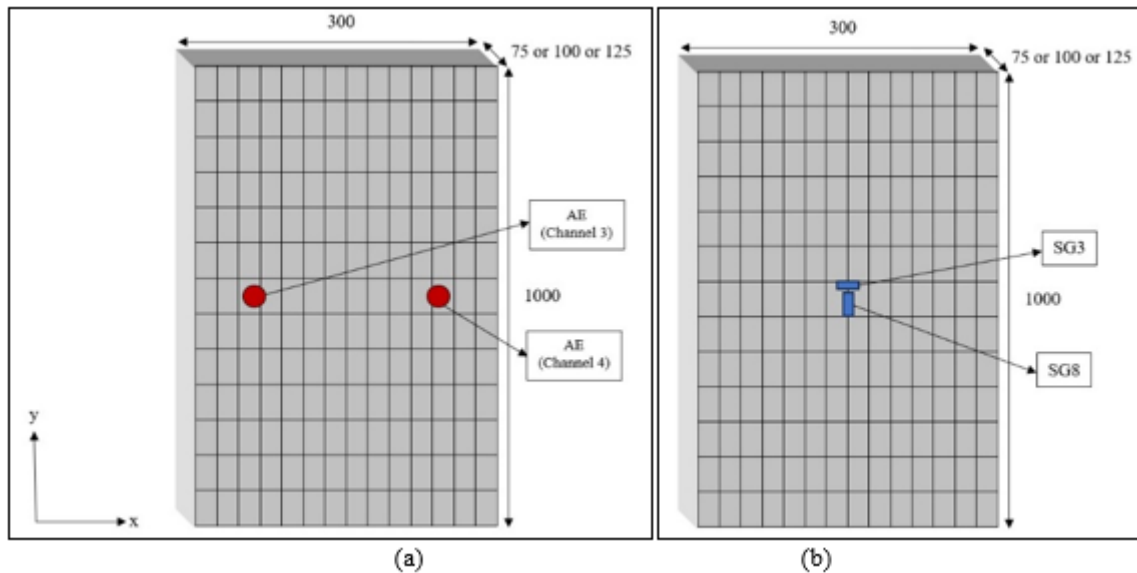 300
75 or 100 or 125
AE
(Channel 3)
1000
AE
(Channel 4)
y
x
(a)
300
75 or 100 or 125
SG3
1000
SG8
(b)